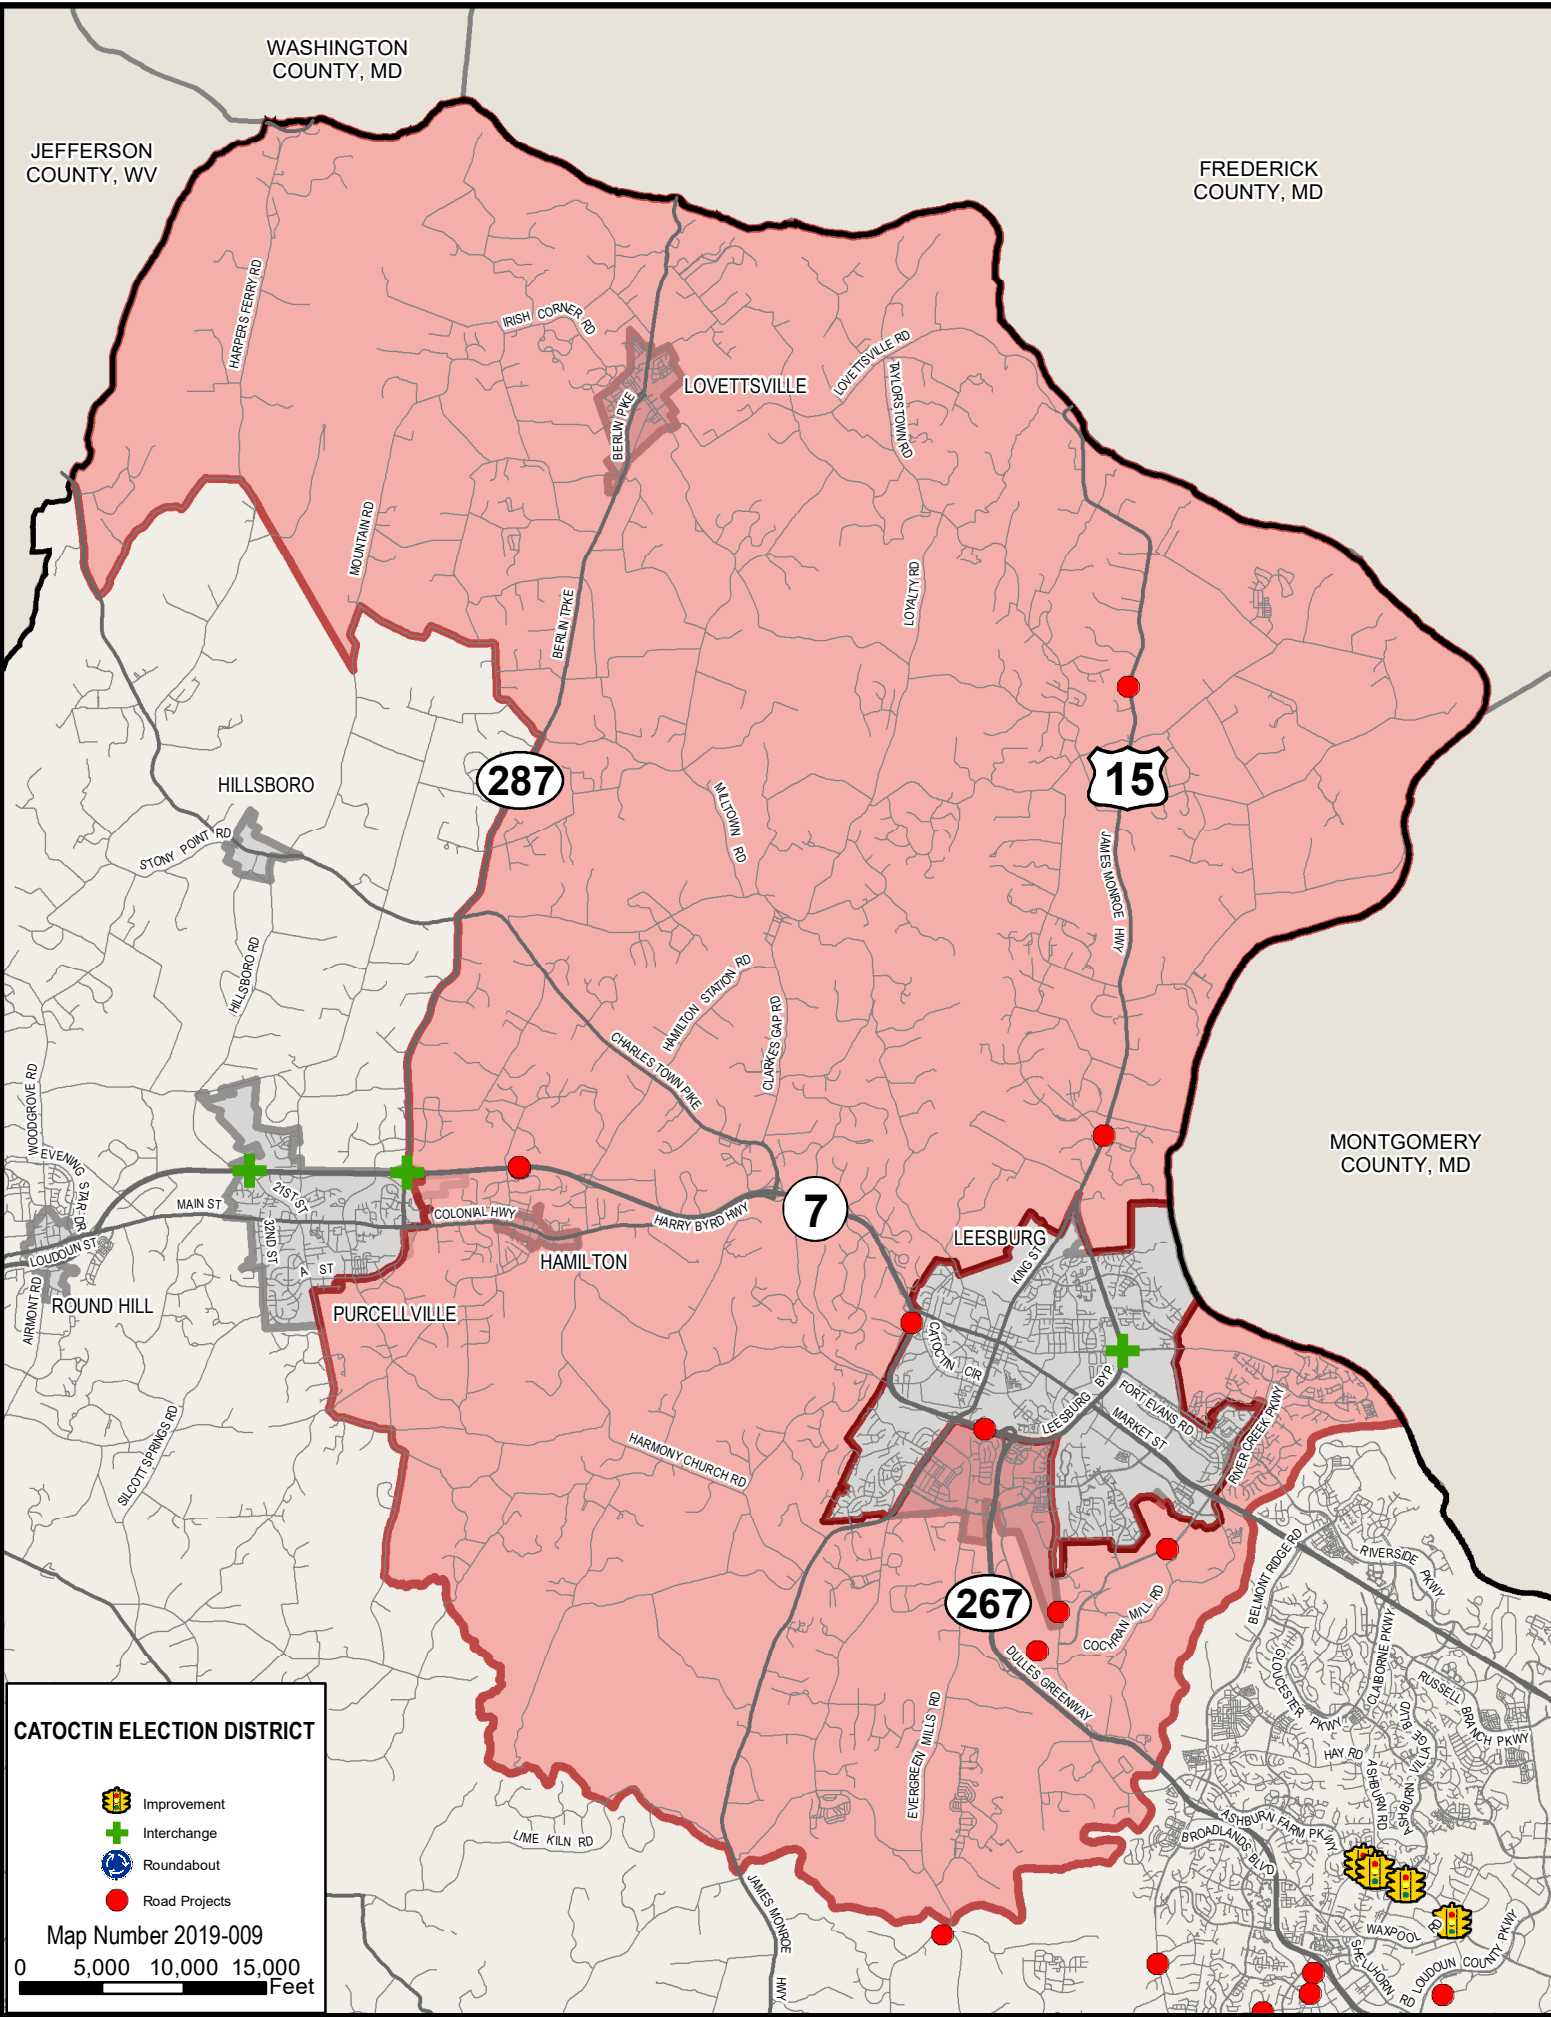 WASHINGTON
COUNTY, MD
JEFFERSON
COUNTY, WV
FREDERICK
COUNTY, MD
HARPERS FERRY RD
IRISH CORNER RD
LOVETTSVILLE RD
TAYLORSTOWN RD
LOVETTSVILLE
BERLIN PIKE
MOUNTAIN RD
BERLIN TPKE
LOYALTY RD
287
15
HILLSBORO
STONY POINT RD
MILLTOWN RD
JAMES MONROE HWY
HILLSBORO RD
HAMILTON STATION RD
CHARLES TOWN PIKE
CLARKES GAP RD
WOODGROVE RD
EVENING STAR DR
MONTGOMERY
COUNTY, MD
MAIN ST
21ST ST
32ND ST
COLONIAL HWY
HARRY BYRD HWY
7
LEESBURG
KING ST
LOUDOUN ST
A ST
HAMILTON
AIRMONT RD
ROUND HILL
PURCELLVILLE
CATOCTIN CIR
LEESBURG BYP
FORT EVANS RD
MARKET ST
RIVER CREEK PKWY
SILCOTT SPRINGS RD
HARMONY CHURCH RD
BELMONT RIDGE RD
RIVERSIDE PKWY
267
COCHRAN MILL RD
DULLES GREENWAY
CLAIBORNE PKWY
GLOUCESTER PKWY
RUSSELL BRANCH PKWY
EVERGREEN MILLS RD
HAY RD
ASHBURN RD
ASHBURN VILLAGE BLVD
ASHBURN FARM PKWY
BROADLANDS BLVD
LIME KILN RD
JAMES MONROE HWY
WAXPOOL RD
SHELLHORN RD
LOUDOUN COUNTY PKWY
CATOCTIN ELECTION DISTRICT
Improvement
Interchange
Roundabout
Road Projects
Map Number 2019-009
0 5,000 10,000 15,000
Feet